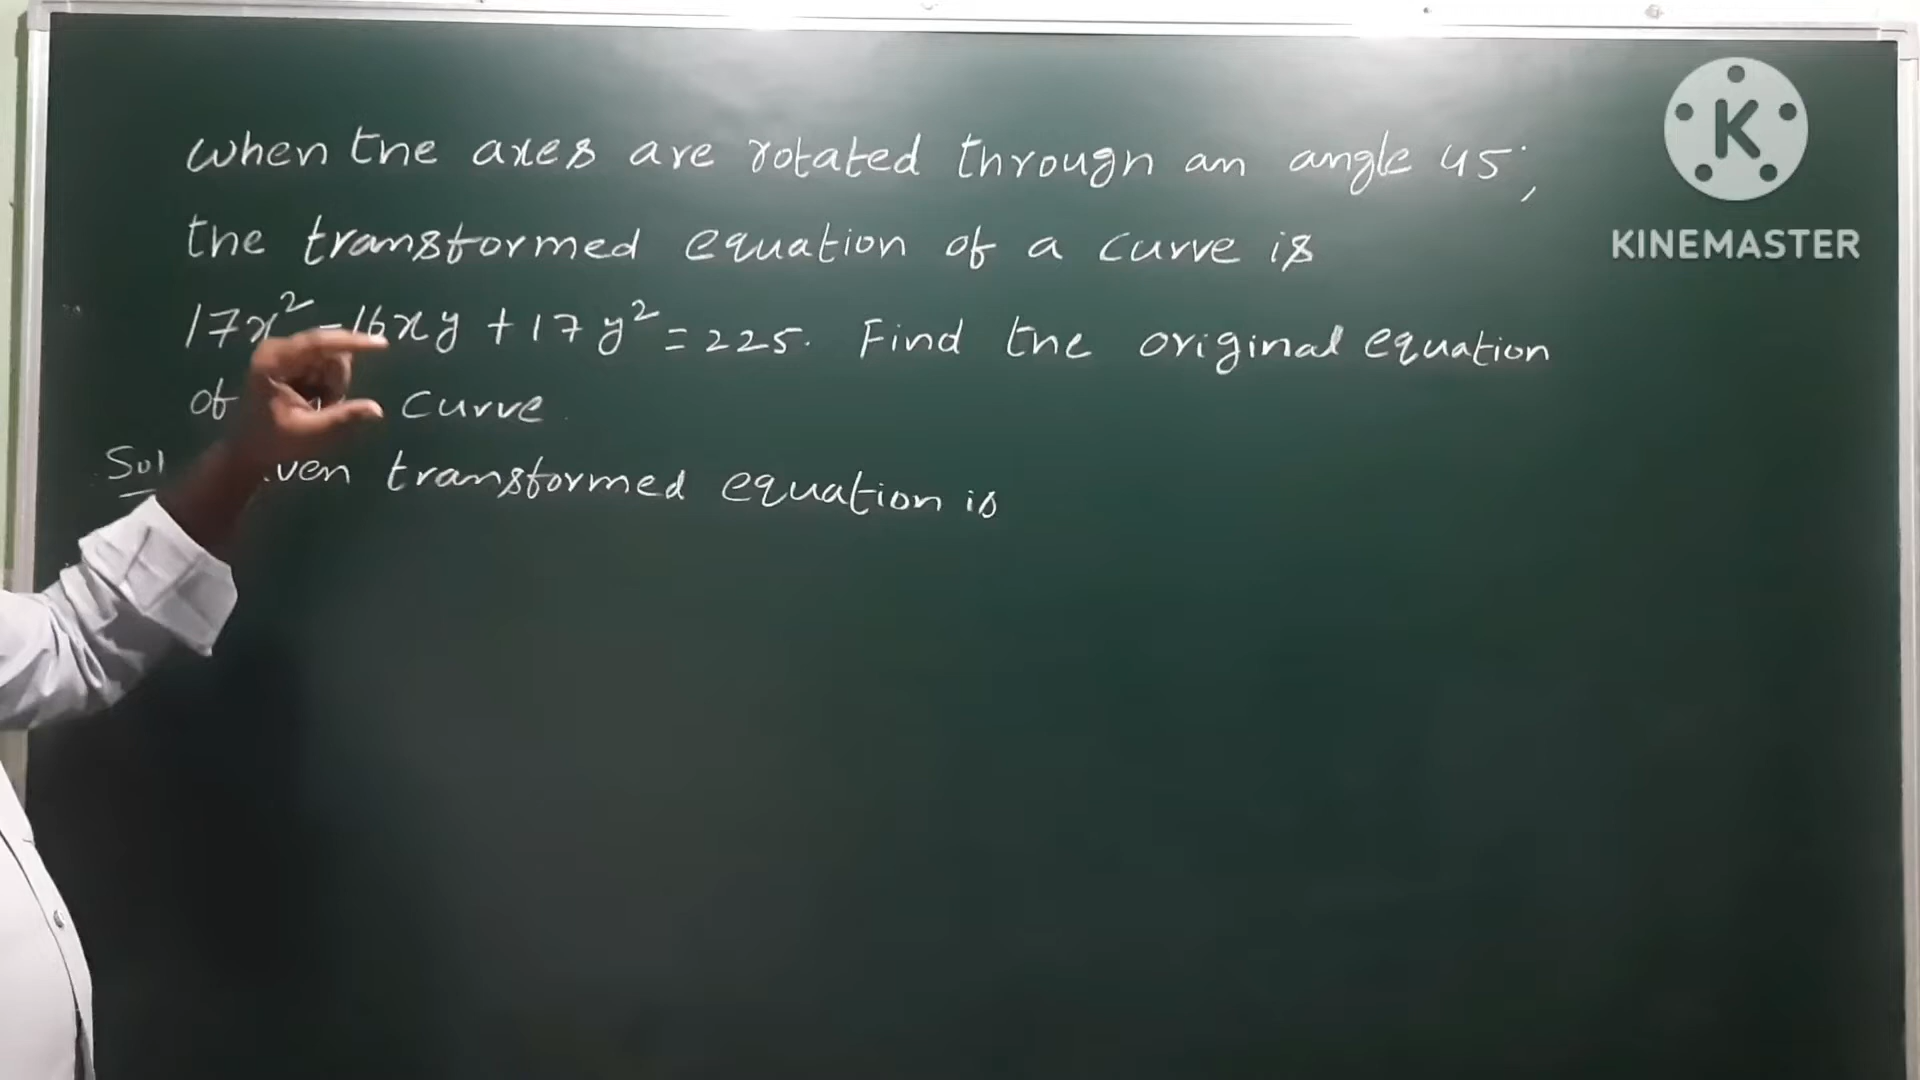 when the axes are rotated through an angle 45°,
the transformed equation of a curve is
17x² - 16xy + 17y² = 225. Find the original equation
of curve.
Sol transformed equation is
K
KINEMASTER